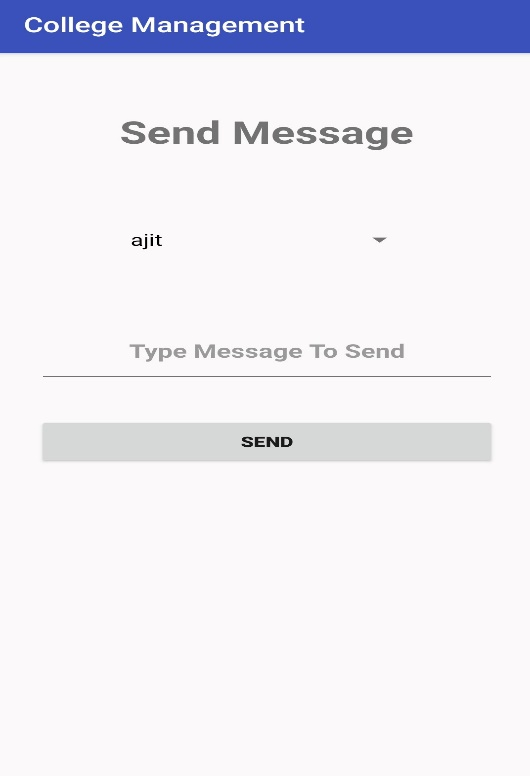 College Management
Send Message
ajit
Type Message To Send
SEND